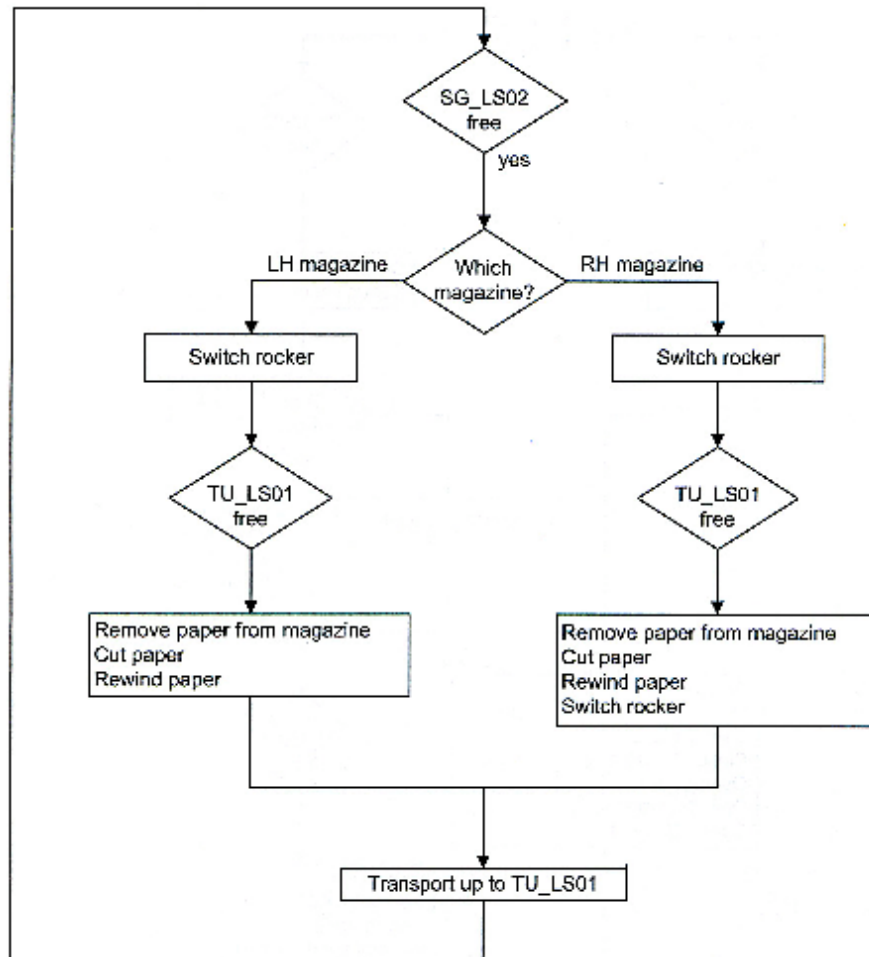 SG_LS02
free
yes
LH magazine
Which
magazine?
RH magazine
Switch rocker
Switch rocker
TU_LS01
free
TU_LS01
free
Remove paper from magazine
Cut paper
Rewind paper
Remove paper from magazine
Cut paper
Rewind paper
Switch rocker
Transport up to TU_LS01